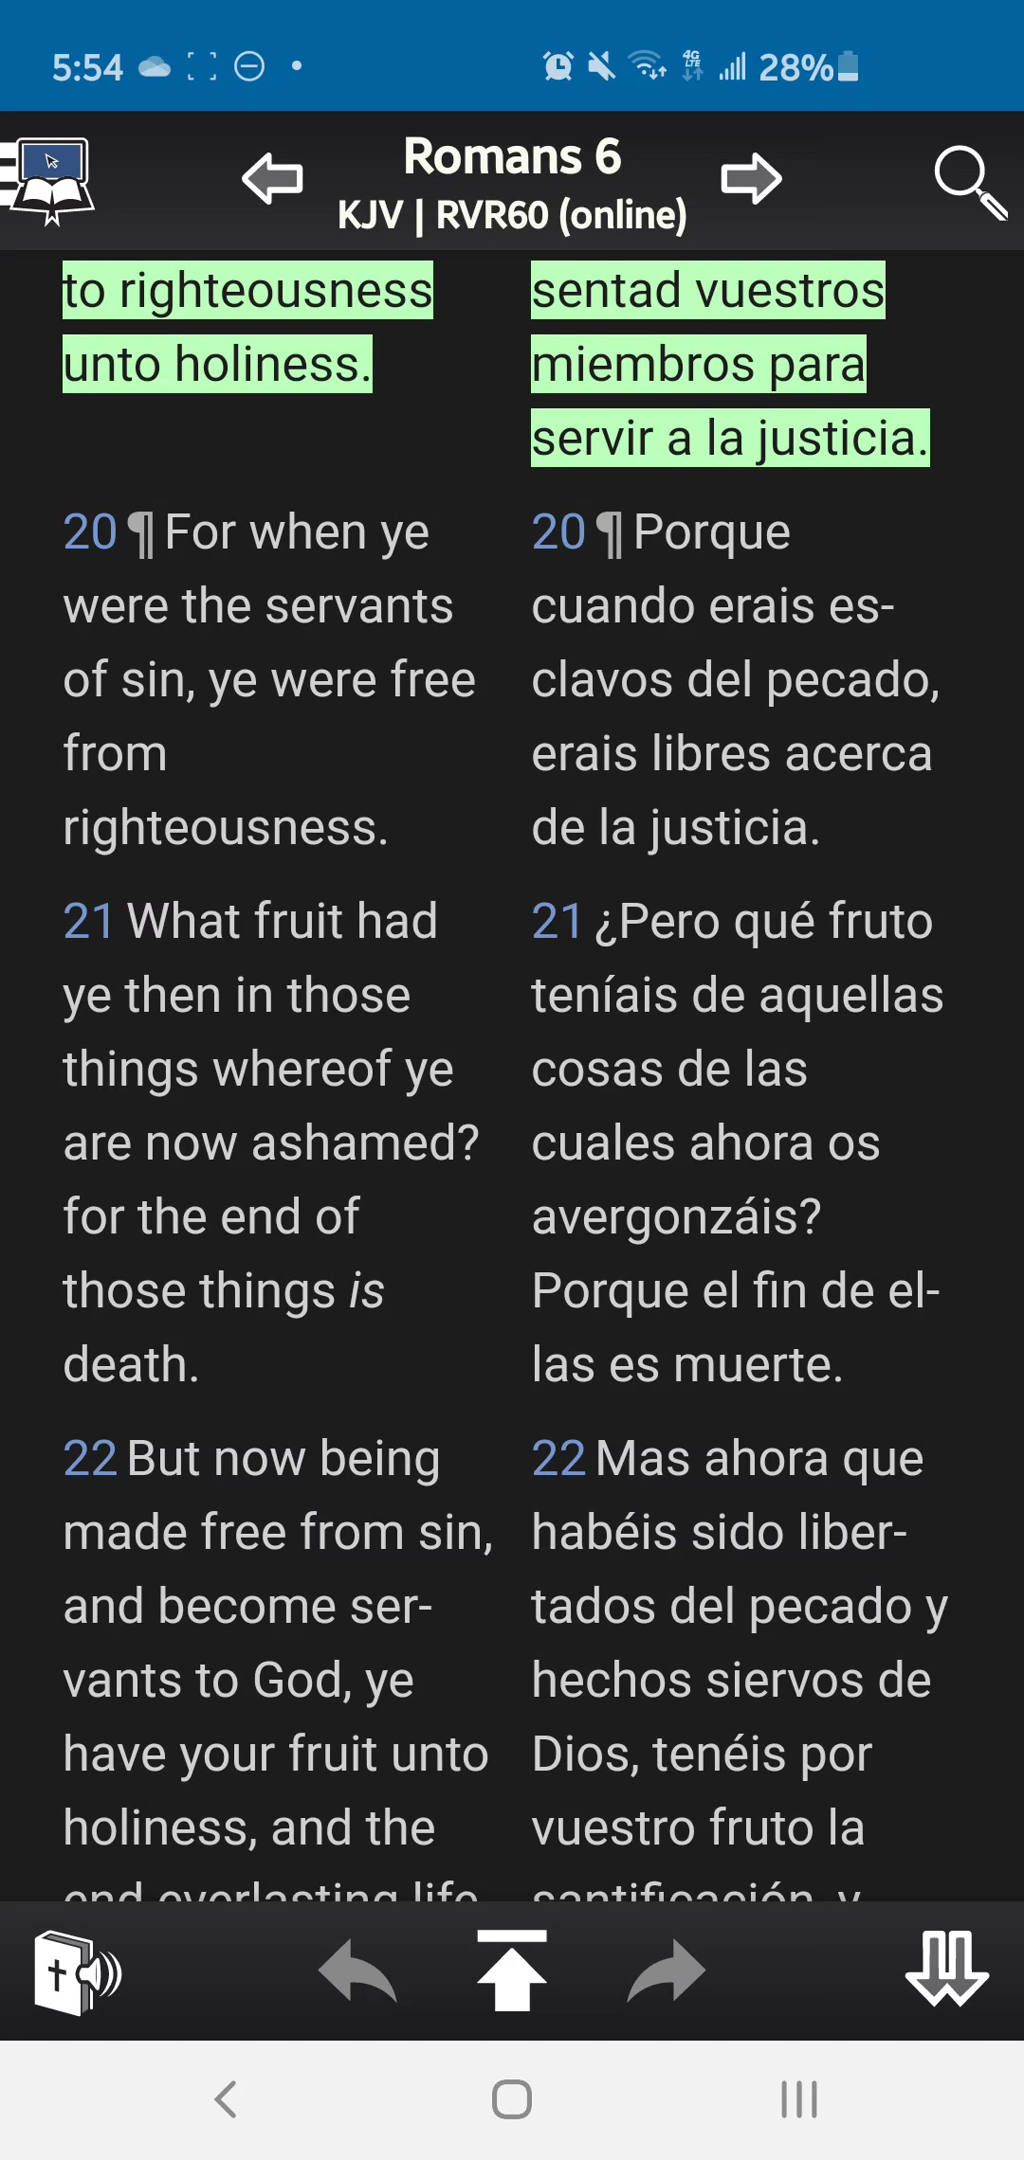 5:54
4G
LTE
28%
Romans 6
KJV | RVR60 (online)
to righteousness
unto holiness.
sentad vuestros
miembros para
servir a la justicia.
20 ¶ For when ye
were the servants
of sin, ye were free
from
righteousness.
21 What fruit had
ye then in those
things whereof ye
are now ashamed?
for the end of
those things is
death.
22 But now being
made free from sin,
and become ser-
vants to God, ye
have your fruit unto
holiness, and the
end everlasting life
20 ¶ Porque
cuando erais es-
clavos del pecado,
erais libres acerca
de la justicia.
21 ¿Pero qué fruto
teníais de aquellas
cosas de las
cuales ahora os
avergonzáis?
Porque el fin de el-
las es muerte.
22 Mas ahora que
habéis sido liber-
tados del pecado y
hechos siervos de
Dios, tenéis por
vuestro fruto la
santificación, y